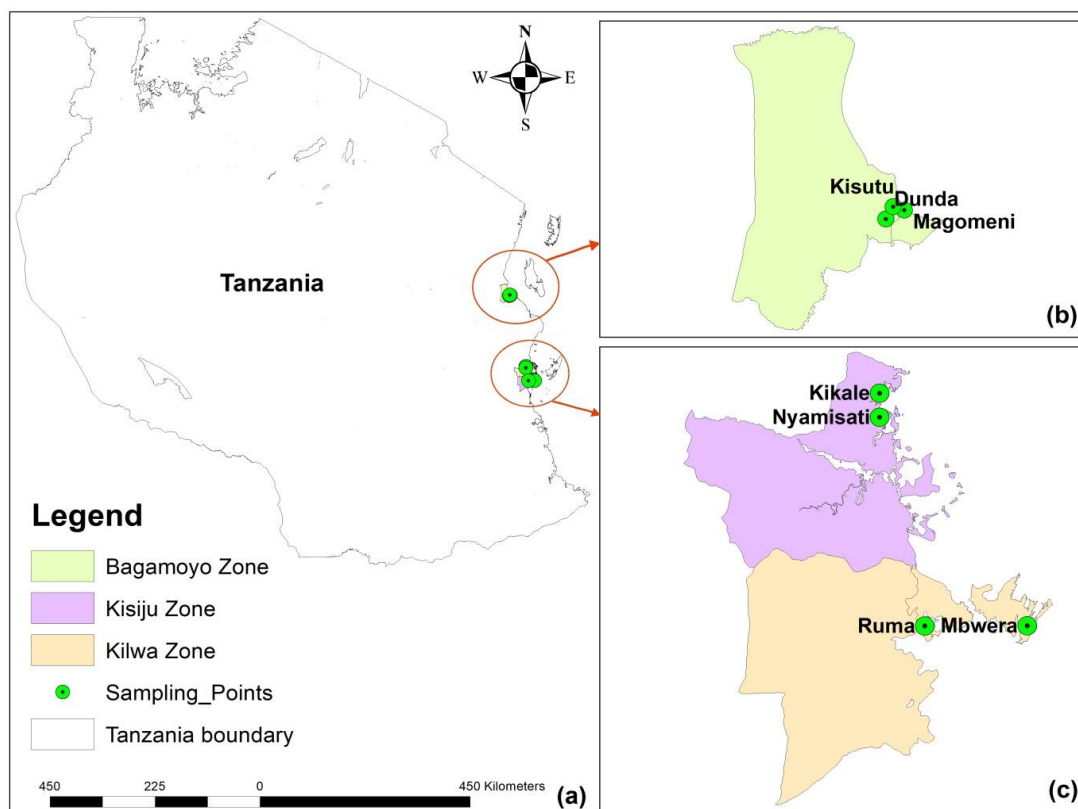 N
W E
S
Tanzania
Legend
Bagamoyo Zone
Kisiju Zone
Kilwa Zone
Sampling_Points
Tanzania boundary
450 225 0 450 Kilometers
(a)
Kisutu
Dunda
Magomeni
(b)
Kikale
Nyamisati
Ruma Mbwera
(c)